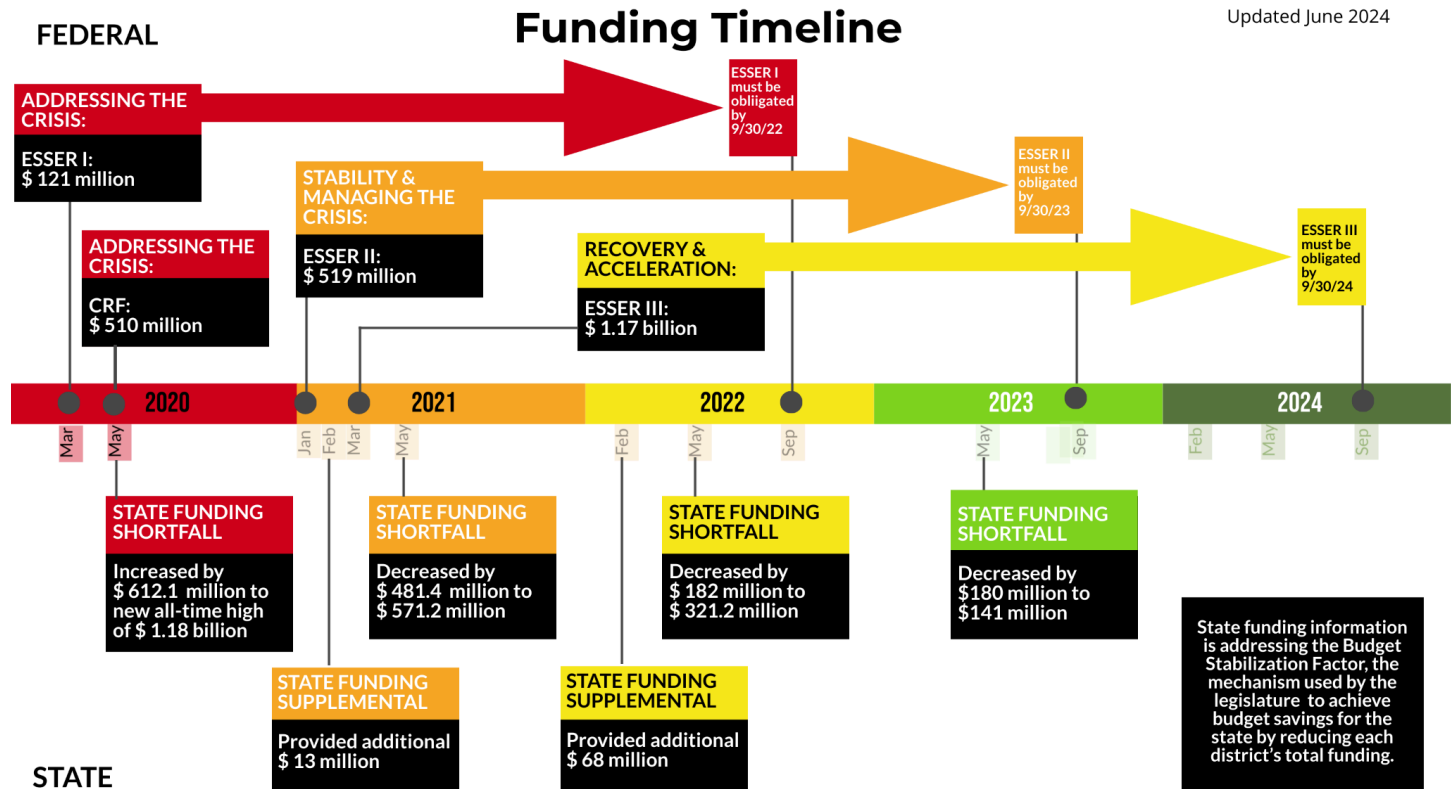 Funding Timeline
Updated June 2024
FEDERAL
ADDRESSING THE
CRISIS:
ESSER I:
$ 121 million
ESSER I
must be
obliigated
by
9/30/22
STABILITY &
MANAGING THE
CRISIS:
ESSER II:
$ 519 million
ESSER II
must be
obligated
by
9/30/23
ADDRESSING THE
CRISIS:
CRF:
$ 510 million
RECOVERY &
ACCELERATION:
ESSER III:
$ 1.17 billion
ESSER III
must be
obligated
by
9/30/24
2020
2021
2022
2023
2024
Mar
May
Jan
Feb
Mar
May
Feb
May
Sep
May
Sep
Feb
May
Sep
STATE FUNDING
SHORTFALL
Increased by
$ 612.1 million to
new all-time high
of $ 1.18 billion
STATE FUNDING
SHORTFALL
Decreased by
$ 481.4 million to
$ 571.2 million
STATE FUNDING
SHORTFALL
Decreased by
$ 182 million to
$ 321.2 million
STATE FUNDING
SHORTFALL
Decreased by
$180 million to
$141 million
STATE FUNDING
SUPPLEMENTAL
Provided additional
$ 13 million
STATE FUNDING
SUPPLEMENTAL
Provided additional
$ 68 million
State funding information
is addressing the Budget
Stabilization Factor, the
mechanism used by the
legislature to achieve
budget savings for the
state by reducing each
district's total funding.
STATE